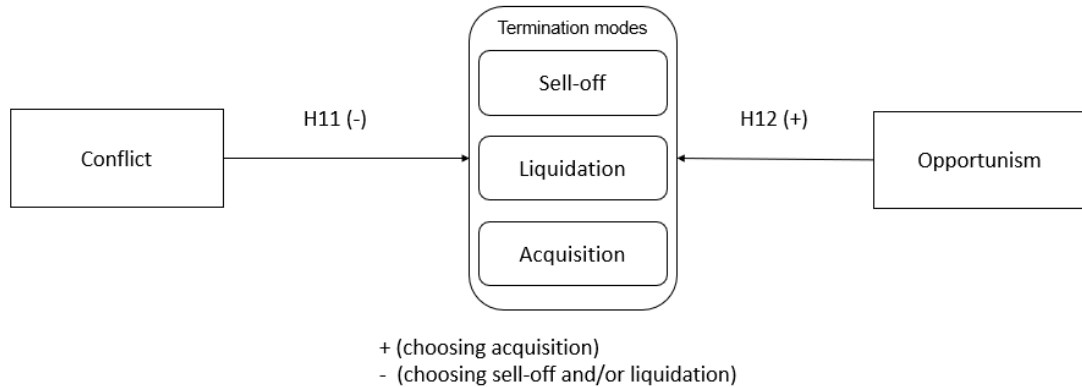 Termination modes
Sell-off
H11 (-)
H12 (+)
Conflict
Liquidation
Opportunism
Acquisition
+ (choosing acquisition)
- (choosing sell-off and/or liquidation)